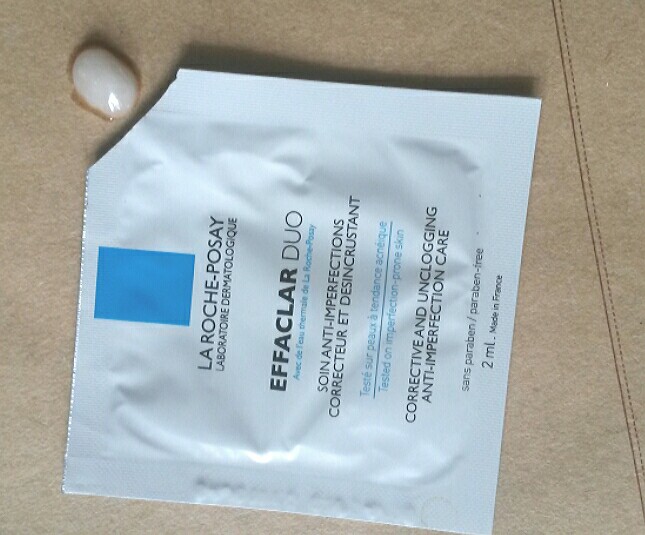 LA ROCHE-POSAY
LABORATOIRE DERMATOLOGIQUE
EFFACLAR DUO
Avec de l'eau thermale de La Roche-Posay
SOIN ANTI-IMPERFECTIONS
CORRECTEUR ET DESINCRUSTANT
Testé sur peaux à tendance acnéique
Tested on imperfection-prone skin
CORRECTIVE AND UNCLOGGING
ANTI-IMPERFECTION CARE
sans paraben / paraben-free
2 ml. Made in France